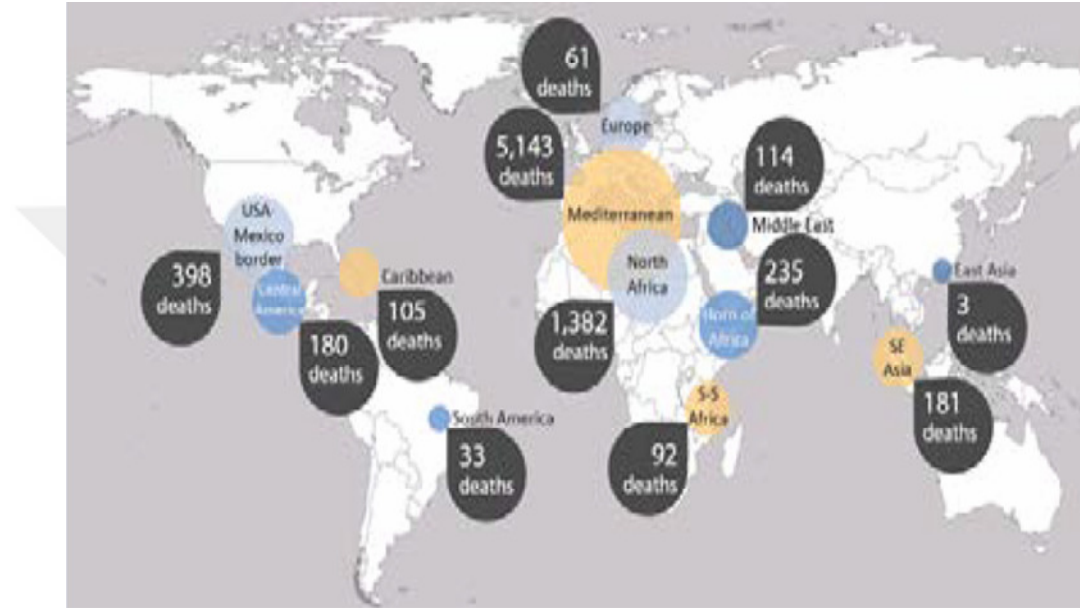 61
deaths
Europe
5,143
deaths
114
deaths
Mediterranean
Middle East
USA-
Mexico
border
North
Africa
235
deaths
East Asia
398
deaths
Caribbean
Central
America
105
deaths
3
deaths
1,382
deaths
Horn of
Africa
180
deaths
SE
Asia
S-S
Africa
181
deaths
South America
33
deaths
92
deaths